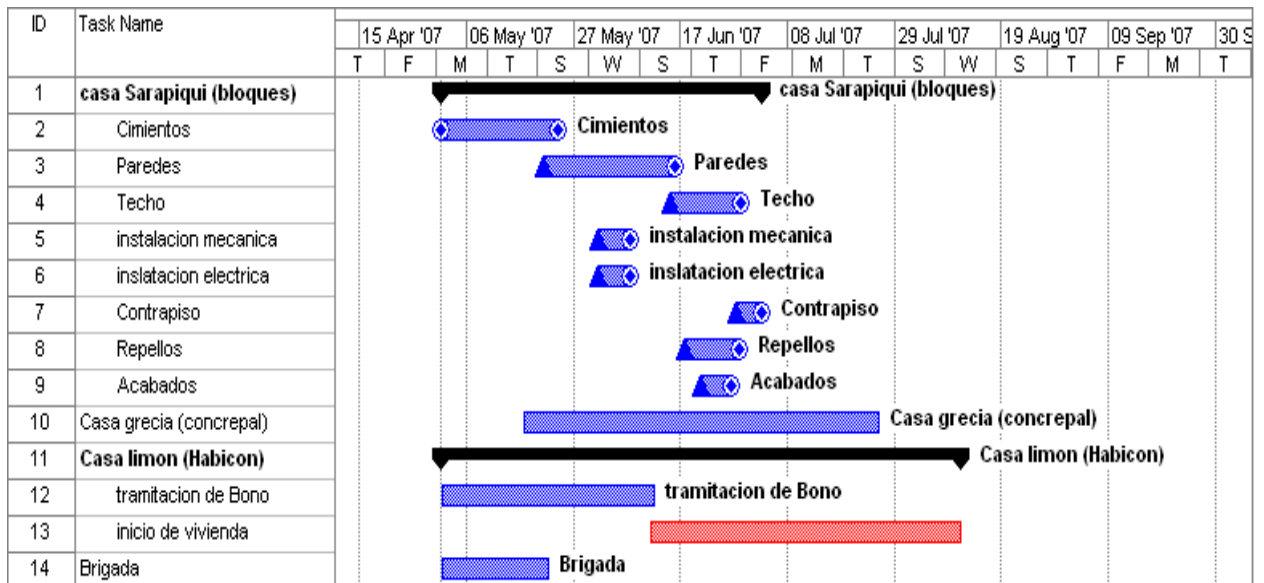 ID Task Name 15 Apr '07 06 May '07 27 May '07 17 Jun '07 08 Jul '07 29 Jul '07 19 Aug '07 09 Sep '07 30 S
T F M T S W S T F M T S W S T F M T
1 casa Sarapiqui (bloques) casa Sarapiqui (bloques)
2 Cimientos Cimientos
3 Paredes Paredes
4 Techo Techo
5 instalacion mecanica instalacion mecanica
6 inslatacion electrica inslatacion electrica
7 Contrapiso Contrapiso
8 Repellos Repellos
9 Acabados Acabados
10 Casa grecia (concrepal) Casa grecia (concrepal)
11 Casa limon (Habicon) Casa limon (Habicon)
12 tramitacion de Bono tramitacion de Bono
13 inicio de vivienda
14 Brigada Brigada